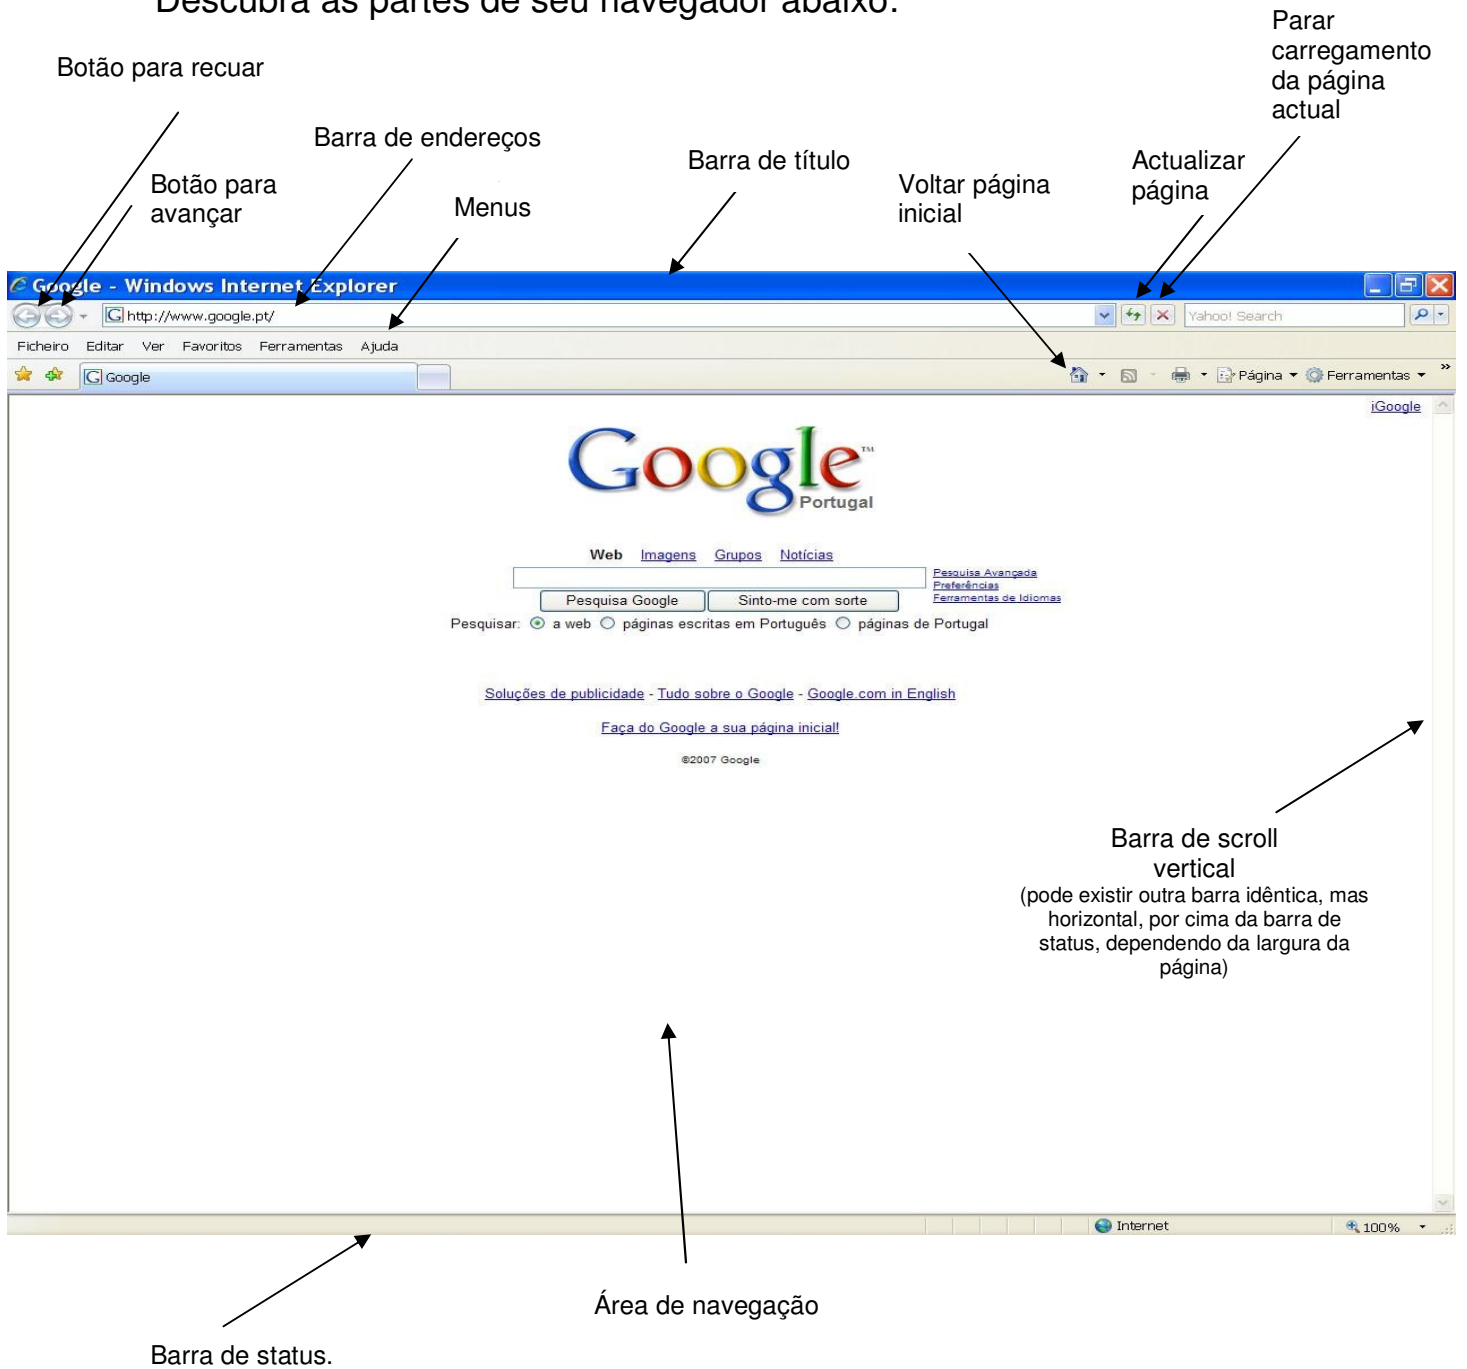 Descubra as partes de seu navegador abaixo:
Parar
carregamento
da página
actual
Botão para recuar
Barra de endereços
Barra de título
Actualizar
página
Botão para
avançar
Menus
Voltar página
inicial
Google - Windows Internet Explorer
http://www.google.pt/
Yahoo! Search
Ficheiro Editar Ver Favoritos Ferramentas Ajuda
Google
Página Ferramentas »
iGoogle
Google™
Portugal
Web Imagens Grupos Notícias
Pesquisa Avançada
Preferências
Ferramentas de Idiomas
Pesquisa Google Sinto-me com sorte
Pesquisar: a web páginas escritas em Português páginas de Portugal
Soluções de publicidade - Tudo sobre o Google - Google.com in English
Faça do Google a sua página inicial!
©2007 Google
Barra de scroll
vertical
(pode existir outra barra idêntica, mas
horizontal, por cima da barra de
status, dependendo da largura da
página)
Internet 100%
Área de navegação
Barra de status.